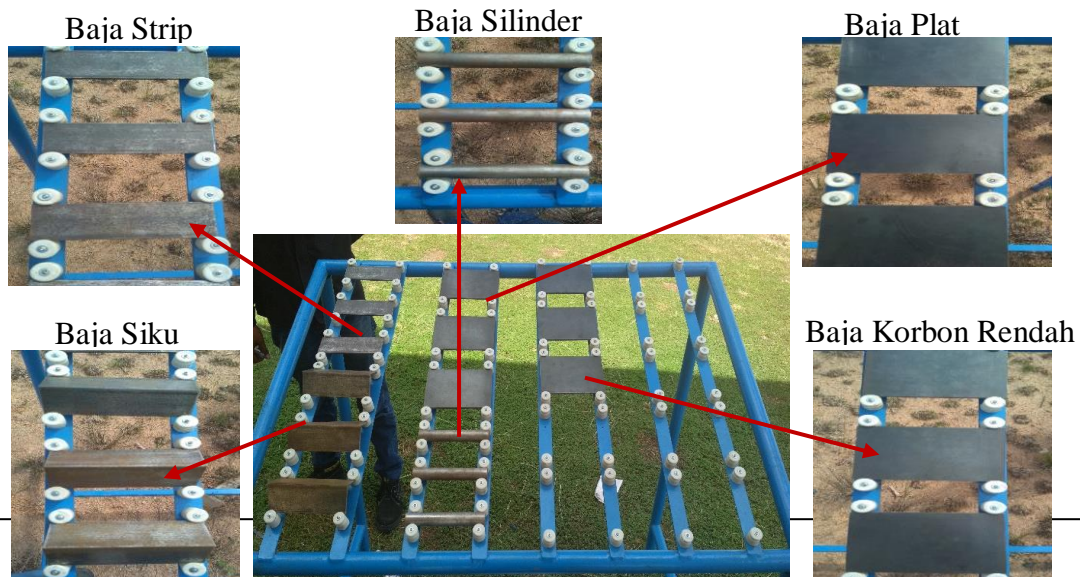 Baja Strip
Baja Silinder
Baja Plat
Baja Siku
Baja Korbon Rendah